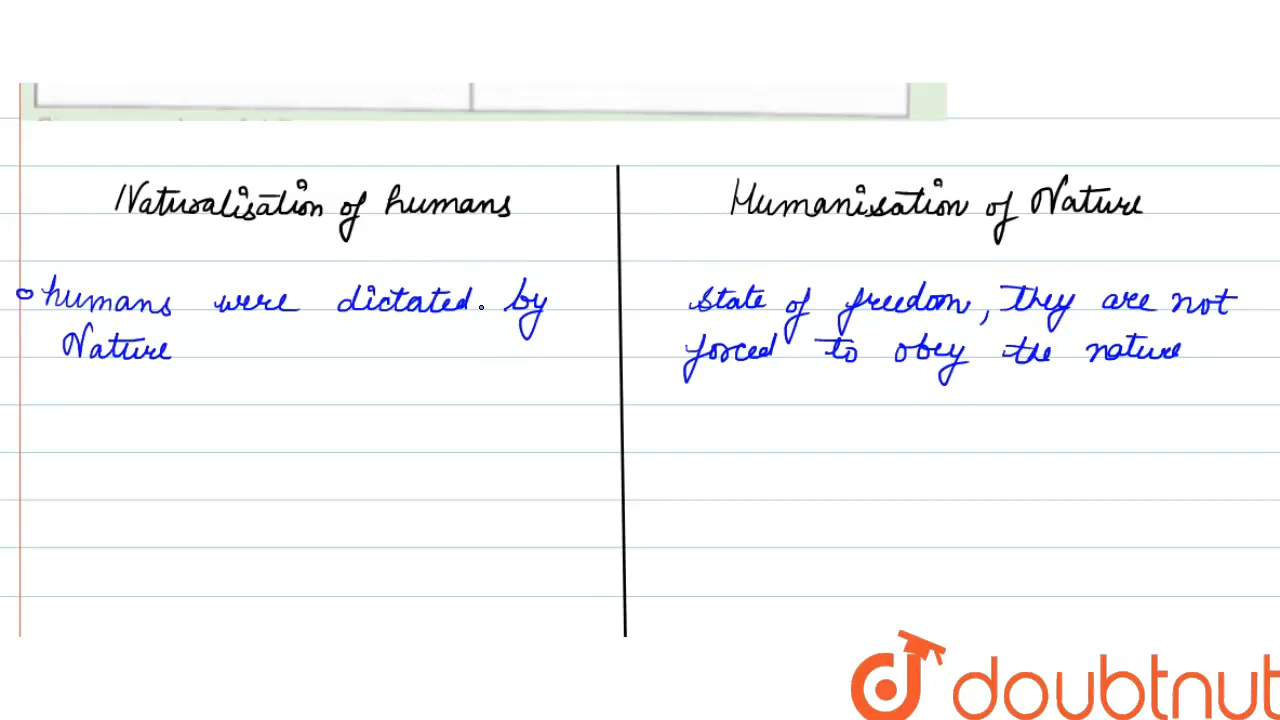 Naturalisation of humans
Humanisation of Nature
humans were dictated by
Nature
state of freedom, They are not
forced to obey the nature
doubtnut